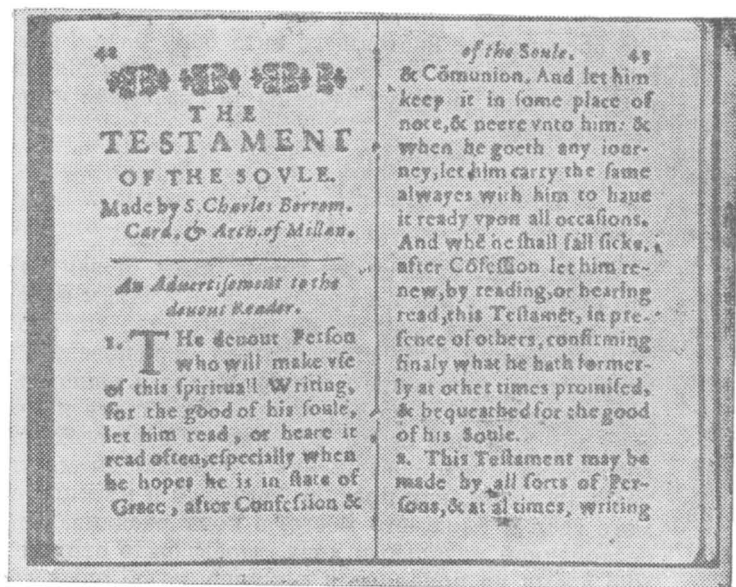 42
THE
TESTAMENT
OF THE SOVLE.
Made by S. Charles Borrom.
Card. & Arch. of Millan.
An Aduertisement to the
deuout Reader.
1. THe deuout Person
who will make vse
of this spirituall Writing,
for the good of his soule,
let him read, or heare it
read often, especially when
he hopes he is in state of
Grace, after Confession &
of the Soule. 43
& Cõmunion. And let him
keep it in some place of
note, & neere vnto him: &
when he goeth any iour-
ney, let him carry the same
alwayes with him to haue
it ready vpon all occasions.
And whẽ he shall fall sicke,
after Cõfession let him re-
new, by reading, or hearing
read, this Testamẽt, in pre-
sence of others, confirming
finaly what he hath former-
ly at other times promised,
& bequeathed for the good
of his Soule.
2. This Testament may be
made by all sorts of Per-
sons, & at al times, writing